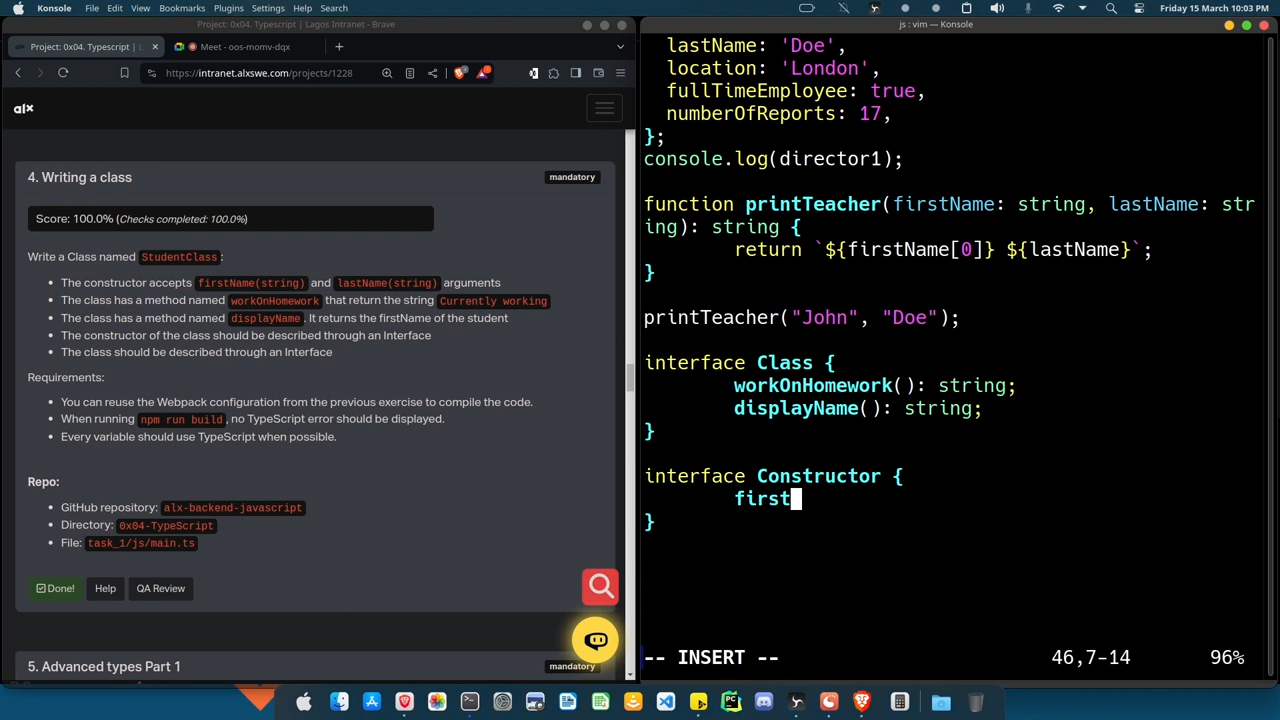 Konsole File Edit View Bookmarks Plugins Settings Help Friday 15 March 10:03 PM
Project: 0x04. Typescript | Lagos Intranet - Brave
js : vim — Konsole
Project: 0x04. Typescript | L
Meet - oos-momv-dqx
https://intranet.alxswe.com/projects/1228
alx
4. Writing a class
mandatory
Score: 100.0% (Checks completed: 100.0%)
Write a Class named StudentClass:
The constructor accepts firstName(string) and lastName(string) arguments
The class has a method named workOnHomework that return the string Currently working
The class has a method named displayName. It returns the firstName of the student
The constructor of the class should be described through an Interface
The class should be described through an Interface
Requirements:
You can reuse the Webpack configuration from the previous exercise to compile the code.
When running npm run build, no TypeScript error should be displayed.
Every variable should use TypeScript when possible.
Repo:
GitHub repository: alx-backend-javascript
Directory: 0x04-TypeScript
File: task_1/js/main.ts
Done! Help QA Review
5. Advanced types Part 1
mandatory
lastName: 'Doe',
location: 'London',
fullTimeEmployee: true,
numberOfReports: 17,
};
console.log(director1);
function printTeacher(firstName: string, lastName: str
ing): string {
return `${firstName[0]} ${lastName}`;
}
printTeacher("John", "Doe");
interface Class {
workOnHomework(): string;
displayName(): string;
}
interface Constructor {
first
}
-- INSERT -- 46,7-14 96%